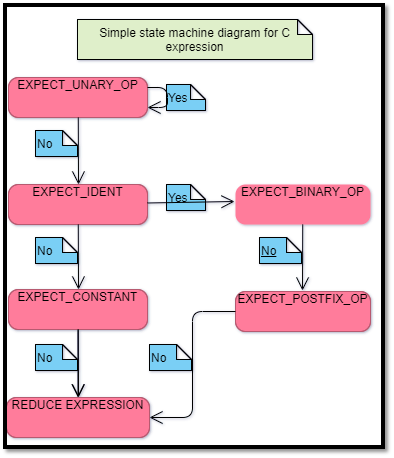 Simple state machine diagram for C
expression
EXPECT_UNARY_OP
Yes
No
EXPECT_IDENT
Yes
EXPECT_BINARY_OP
No
No
EXPECT_CONSTANT
EXPECT_POSTFIX_OP
No
No
REDUCE EXPRESSION